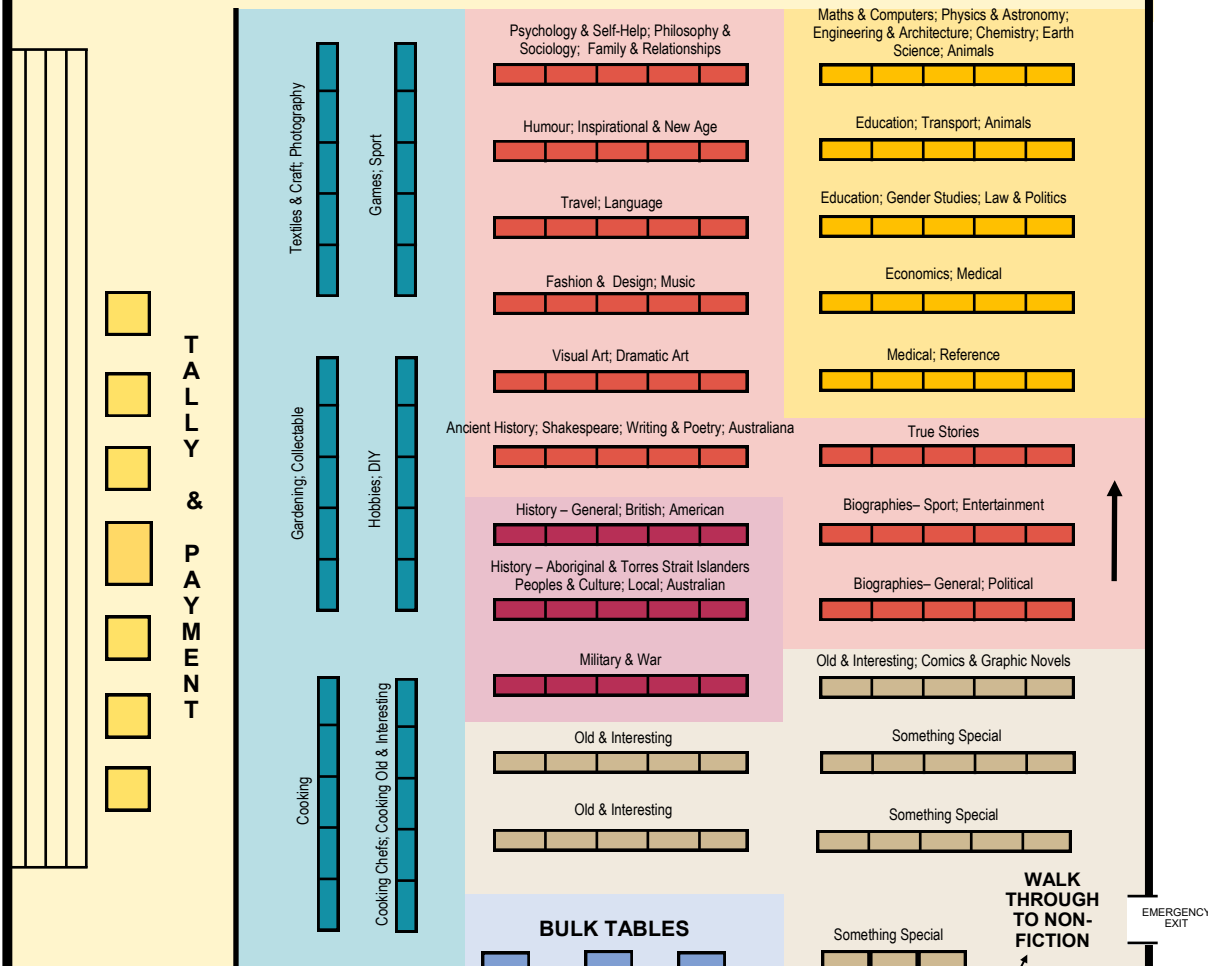 TALLY & PAYMENT
Textiles & Craft; Photography
Games; Sport
Gardening; Collectable
Hobbies; DIY
Cooking
Cooking Chefs; Cooking Old & Interesting
Psychology & Self-Help; Philosophy &
Sociology; Family & Relationships
Humour; Inspirational & New Age
Travel; Language
Fashion & Design; Music
Visual Art; Dramatic Art
Ancient History; Shakespeare; Writing & Poetry; Australiana
History – General; British; American
History – Aboriginal & Torres Strait Islanders
Peoples & Culture; Local; Australian
Military & War
Old & Interesting
Old & Interesting
BULK TABLES
Maths & Computers; Physics & Astronomy;
Engineering & Architecture; Chemistry; Earth
Science; Animals
Education; Transport; Animals
Education; Gender Studies; Law & Politics
Economics; Medical
Medical; Reference
True Stories
Biographies– Sport; Entertainment
Biographies– General; Political
Old & Interesting; Comics & Graphic Novels
Something Special
Something Special
WALK
THROUGH
TO NON-
FICTION
Something Special
EMERGENCY
EXIT